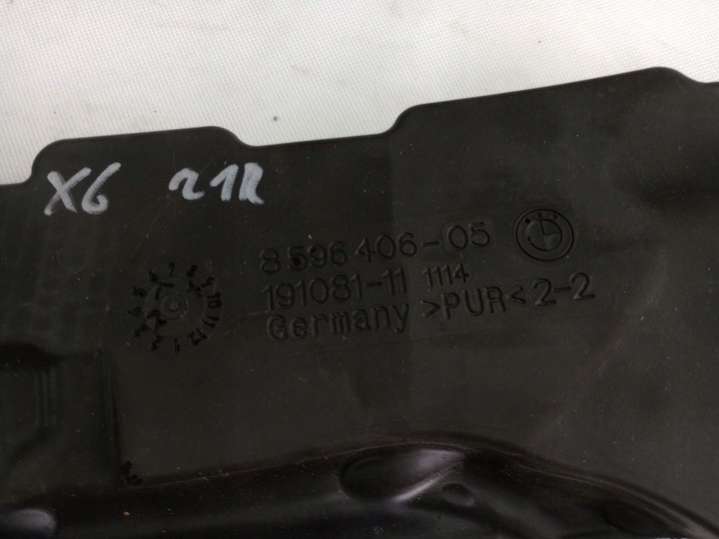 X6 21R
8 596 406-05
191081-11 1114
Germany >PUR< 2-2